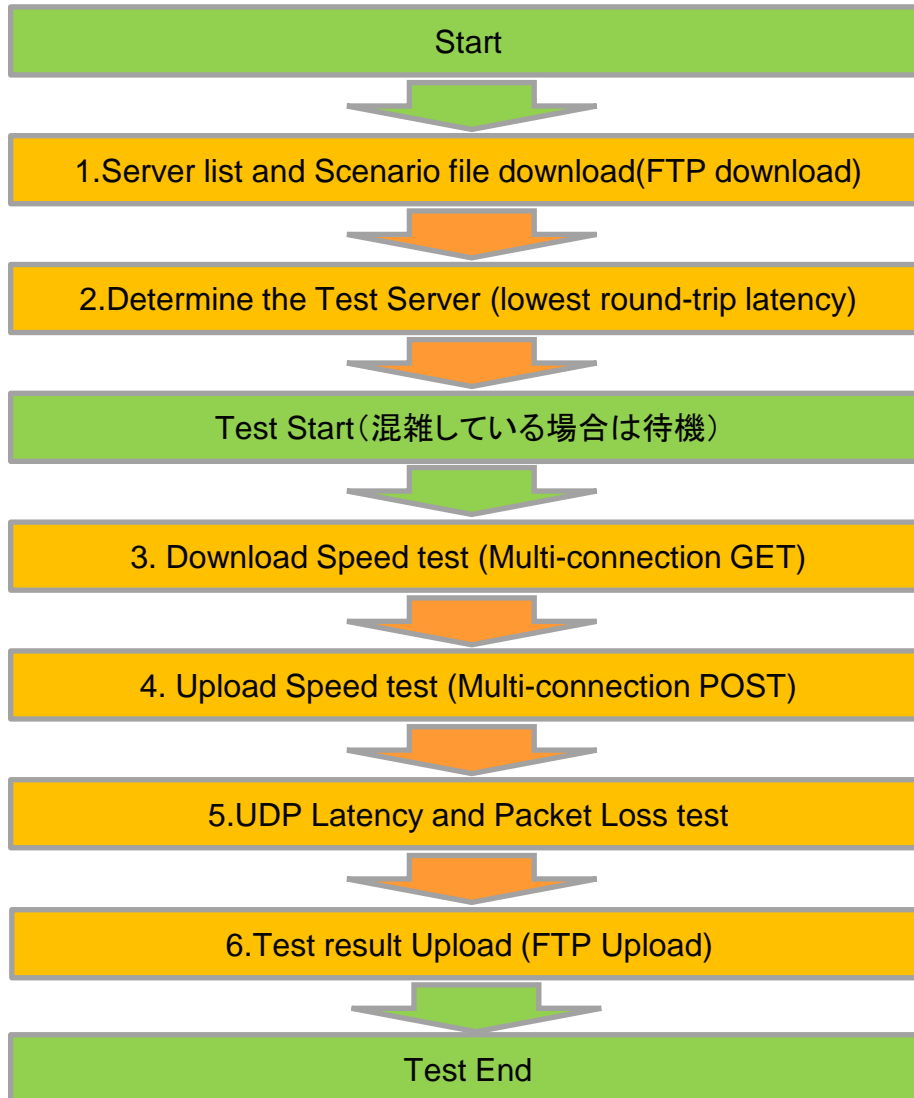 Start
1.Server list and Scenario file download(FTP download)
2.Determine the Test Server (lowest round-trip latency)
Test Start（混雑している場合は待機）
3. Download Speed test (Multi-connection GET)
4. Upload Speed test (Multi-connection POST)
5.UDP Latency and Packet Loss test
6.Test result Upload (FTP Upload)
Test End